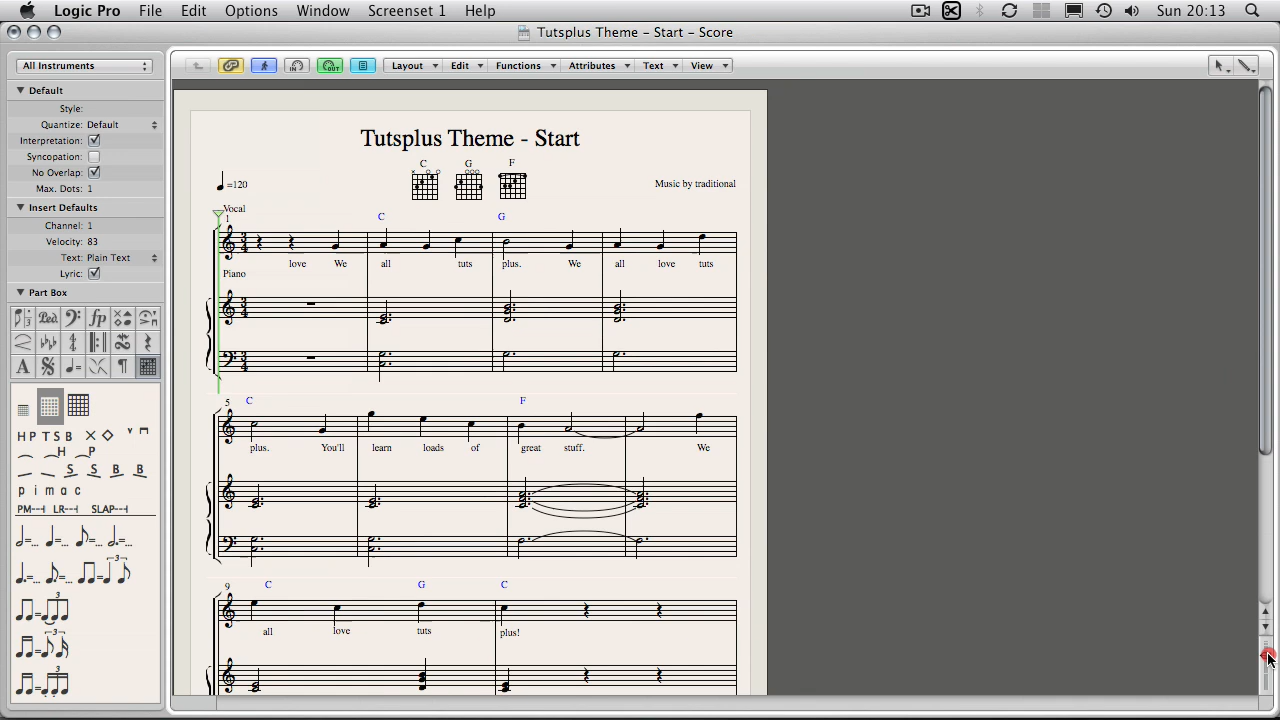 Logic Pro File Edit Options Window Screenset 1 Help Sun 20:13
Tutsplus Theme – Start – Score
All Instruments
Layout Edit Functions Attributes Text View
Default
Style:
Quantize: Default
Interpretation:
Syncopation:
No Overlap:
Max. Dots: 1
Insert Defaults
Channel: 1
Velocity: 83
Text: Plain Text
Lyric:
Part Box
H P T S B
H P
S S B B
p i m a c
PM---| LR---| SLAP---|
Tutsplus Theme - Start
C G F
=120
Music by traditional
Vocal
1 C G
love We all tuts plus. We all love tuts
Piano
5 C F
plus. You'll learn loads of great stuff. We
9 C G C
all love tuts plus!